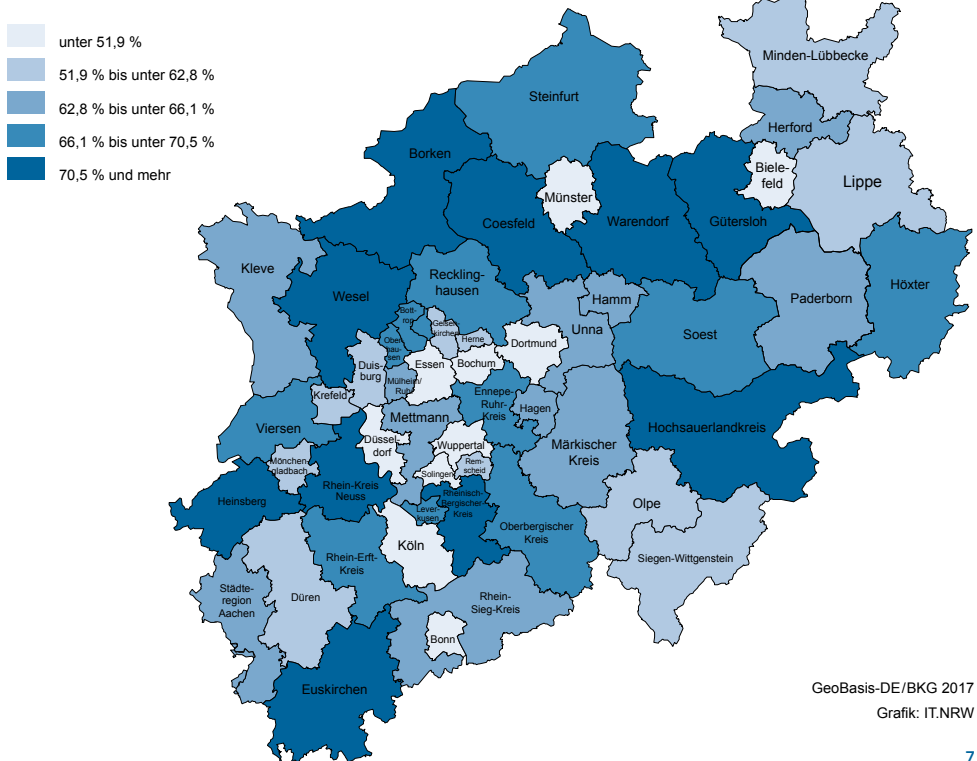 unter 51,9 %
51,9 % bis unter 62,8 %
62,8 % bis unter 66,1 %
66,1 % bis unter 70,5 %
70,5 % und mehr
Minden-Lübbecke
Steinfurt
Herford
Borken
Biele-
feld
Lippe
Münster
Coesfeld
Warendorf
Gütersloh
Kleve
Reckling-
hausen
Höxter
Wesel
Hamm
Paderborn
Bott-
rop
Gelsen-
kirchen
Unna
Soest
Herne
Dortmund
Ober-
hau-
sen
Duis-
burg
Essen
Bochum
Mülheim/
Ruhr
Krefeld
Ennepe-
Ruhr-
Kreis
Hagen
Mettmann
Viersen
Hochsauerlandkreis
Düssel-
dorf
Wuppertal
Märkischer
Kreis
Mönchen-
gladbach
Rem-
scheid
Solingen
Rhein-Kreis
Neuss
Heinsberg
Rheinisch-
Bergischer-
Kreis
Olpe
Lever-
kusen
Oberbergischer
Kreis
Köln
Rhein-Erft-
Kreis
Siegen-Wittgenstein
Städte-
region
Aachen
Düren
Rhein-
Sieg-Kreis
Bonn
Euskirchen
GeoBasis-DE/BKG 2017
Grafik: IT.NRW
7